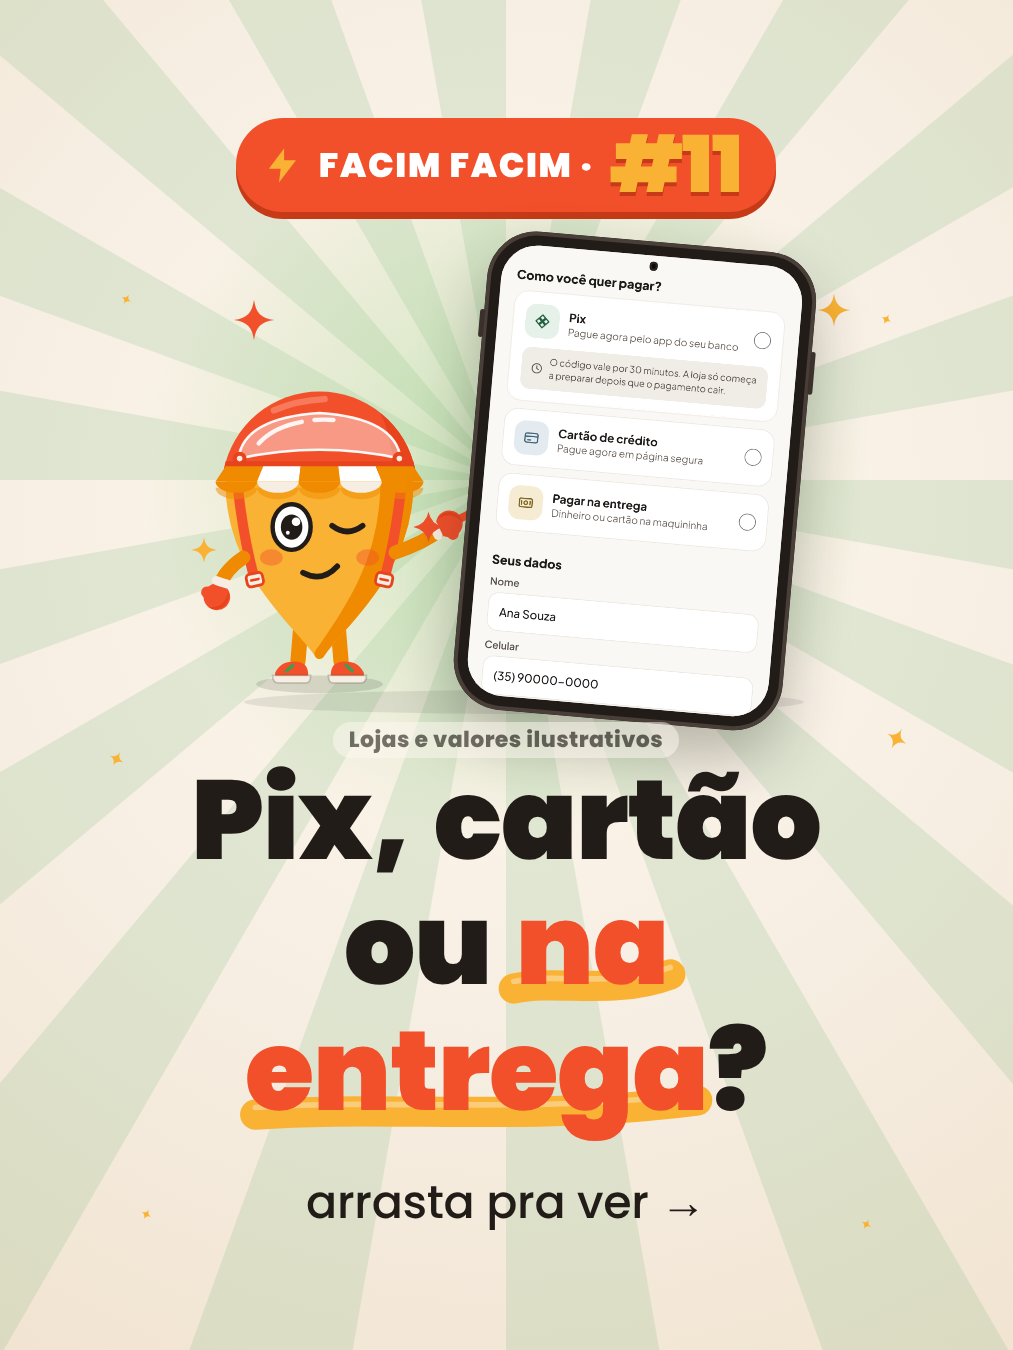 FACIM FACIM · #11
Como você quer pagar?
Pix
Pague agora pelo app do seu banco
O código vale por 30 minutos. A loja só começa
a preparar depois que o pagamento cair.
Cartão de crédito
Pague agora em página segura
Pagar na entrega
Dinheiro ou cartão na maquininha
Seus dados
Nome
Ana Souza
Celular
(35) 90000-0000
Lojas e valores ilustrativos
Pix, cartão
ou na
entrega?
arrasta pra ver →